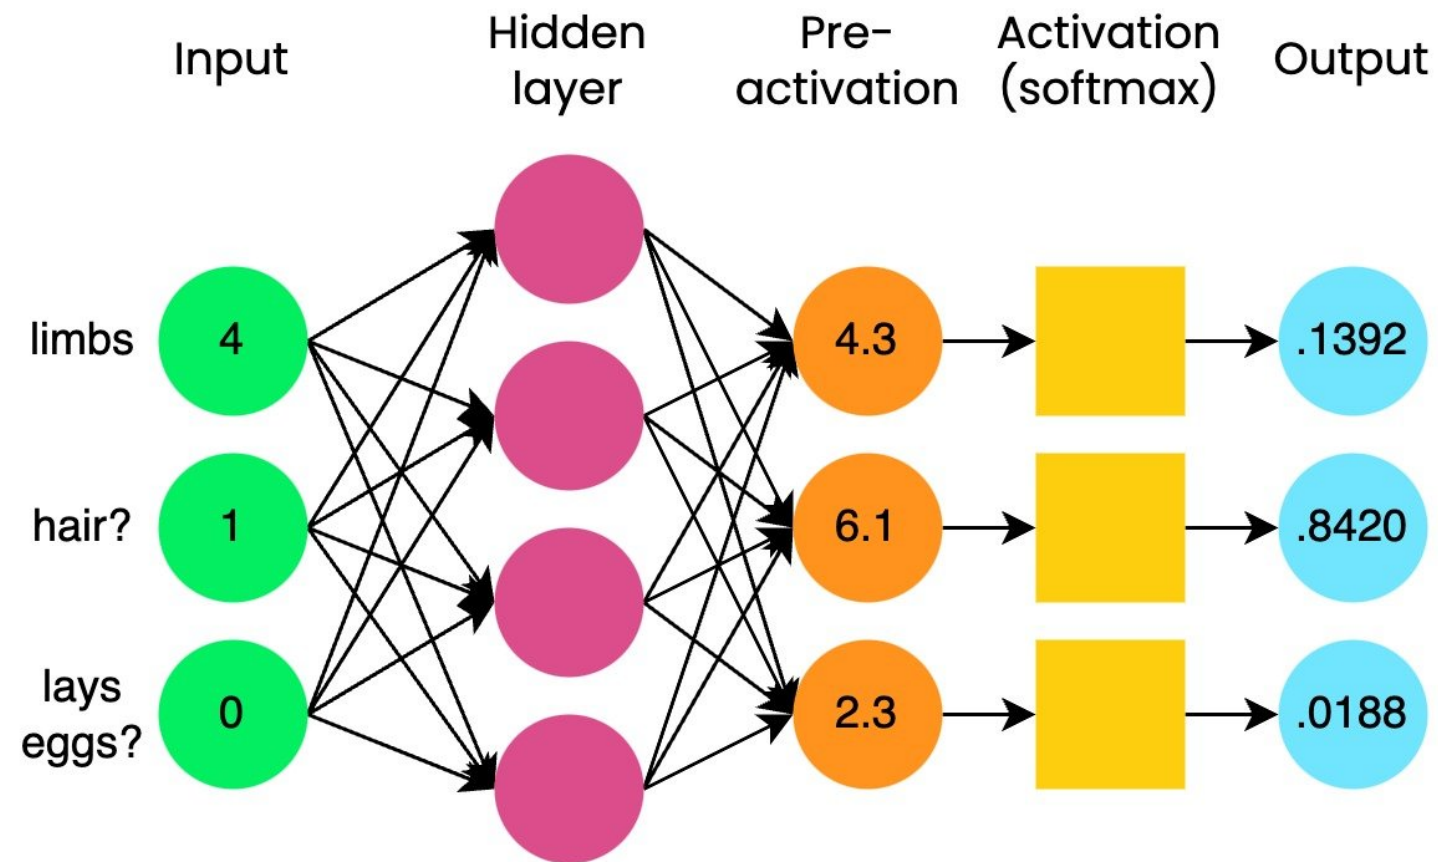 Input
Hidden
layer
Pre-
activation
Activation
(softmax)
Output
limbs
4
4.3
.1392
hair?
1
6.1
.8420
lays
eggs?
0
2.3
.0188